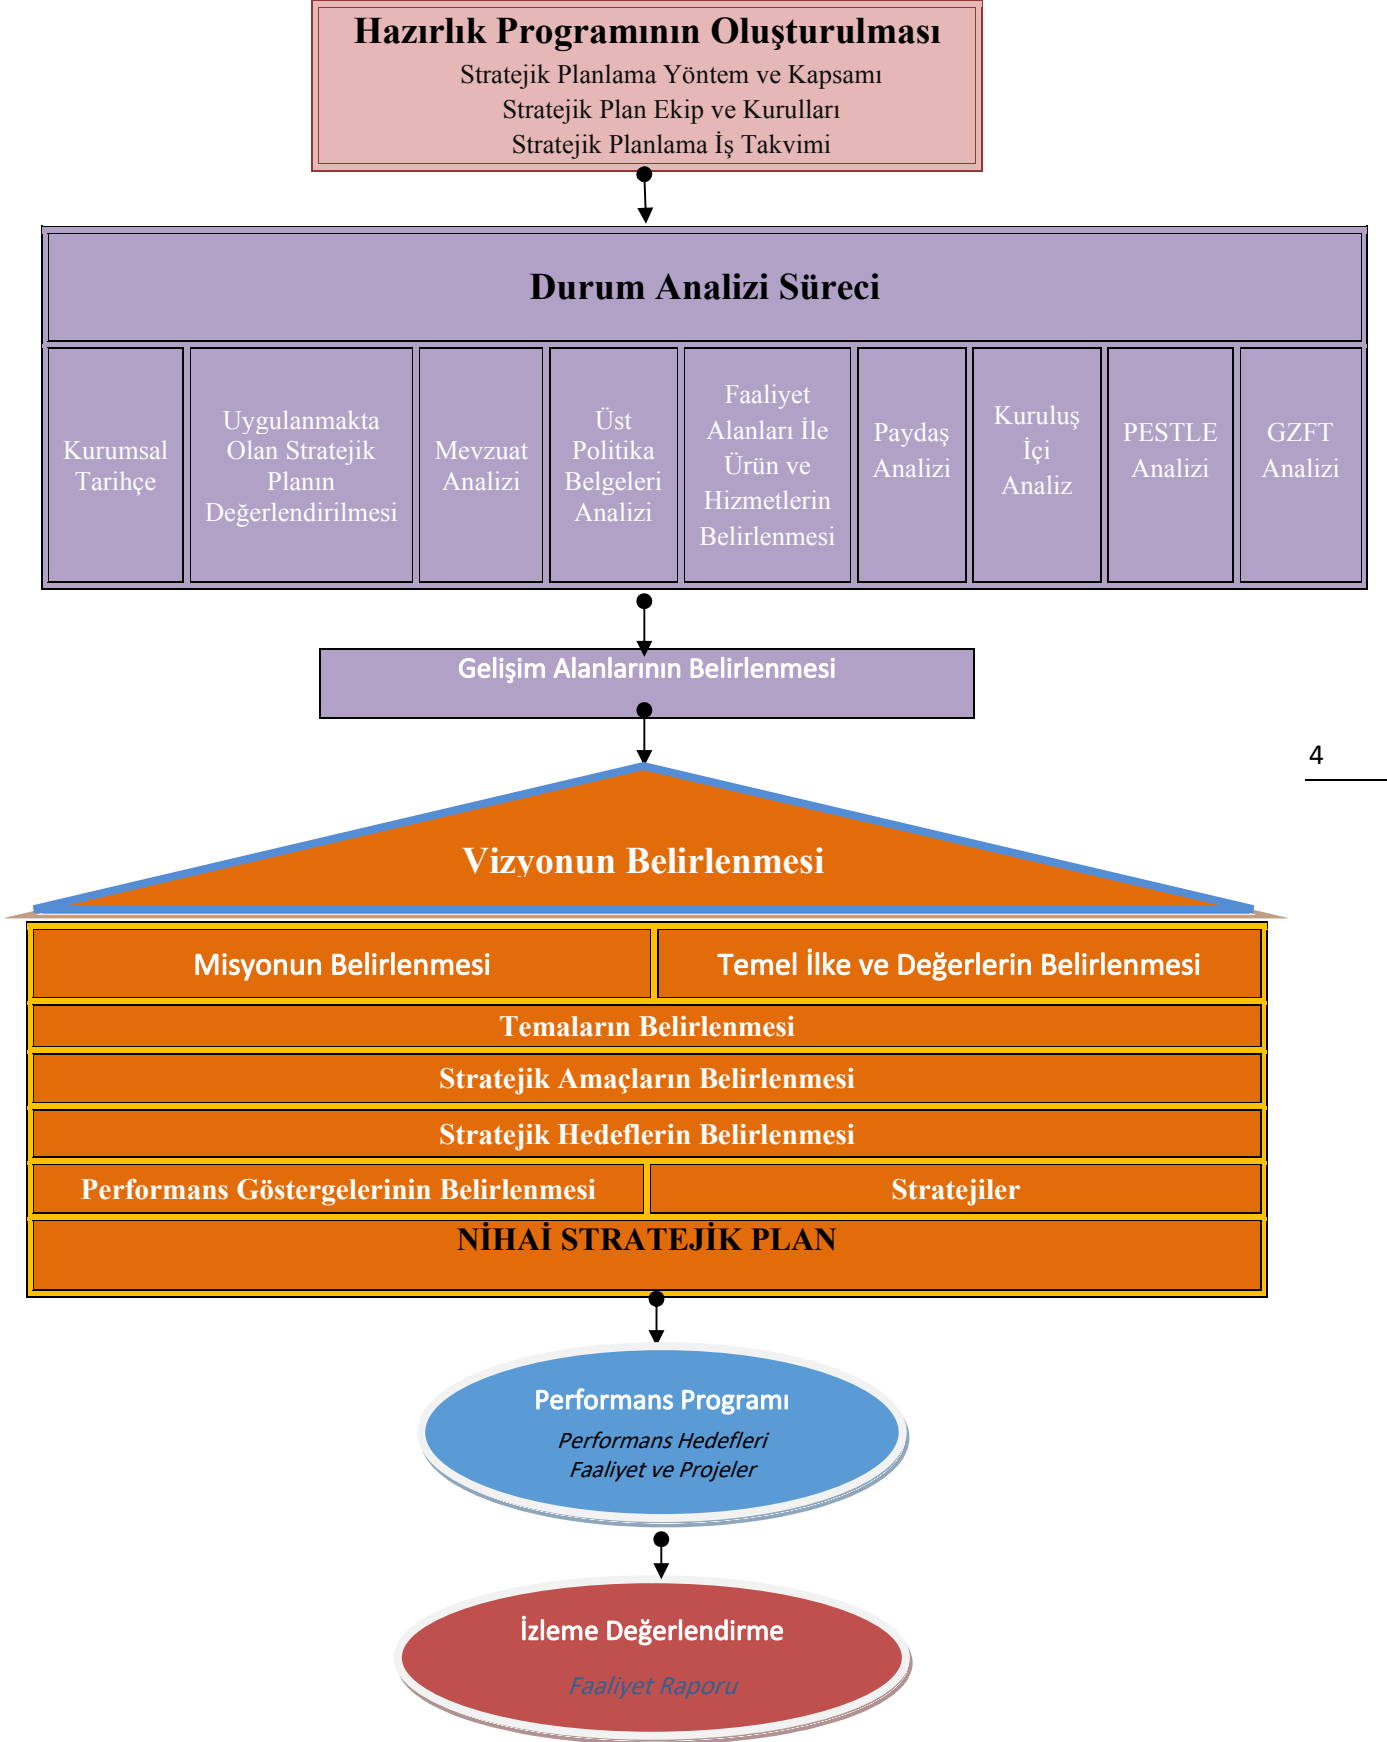 Hazırlık Programının Oluşturulması
Stratejik Planlama Yöntem ve Kapsamı
Stratejik Plan Ekip ve Kurulları
Stratejik Planlama İş Takvimi
Durum Analizi Süreci
Kurumsal
Tarihçe
Uygulanmakta
Olan Stratejik
Planın
Değerlendirilmesi
Mevzuat
Analizi
Üst
Politika
Belgeleri
Analizi
Faaliyet
Alanları İle
Ürün ve
Hizmetlerin
Belirlenmesi
Paydaş
Analizi
Kuruluş
İçi
Analiz
PESTLE
Analizi
GZFT
Analizi
Gelişim Alanlarının Belirlenmesi
4
Vizyonun Belirlenmesi
Misyonun Belirlenmesi
Temel İlke ve Değerlerin Belirlenmesi
Temaların Belirlenmesi
Stratejik Amaçların Belirlenmesi
Stratejik Hedeflerin Belirlenmesi
Performans Göstergelerinin Belirlenmesi
Stratejiler
NİHAİ STRATEJİK PLAN
Performans Programı
Performans Hedefleri
Faaliyet ve Projeler
İzleme Değerlendirme
Faaliyet Raporu